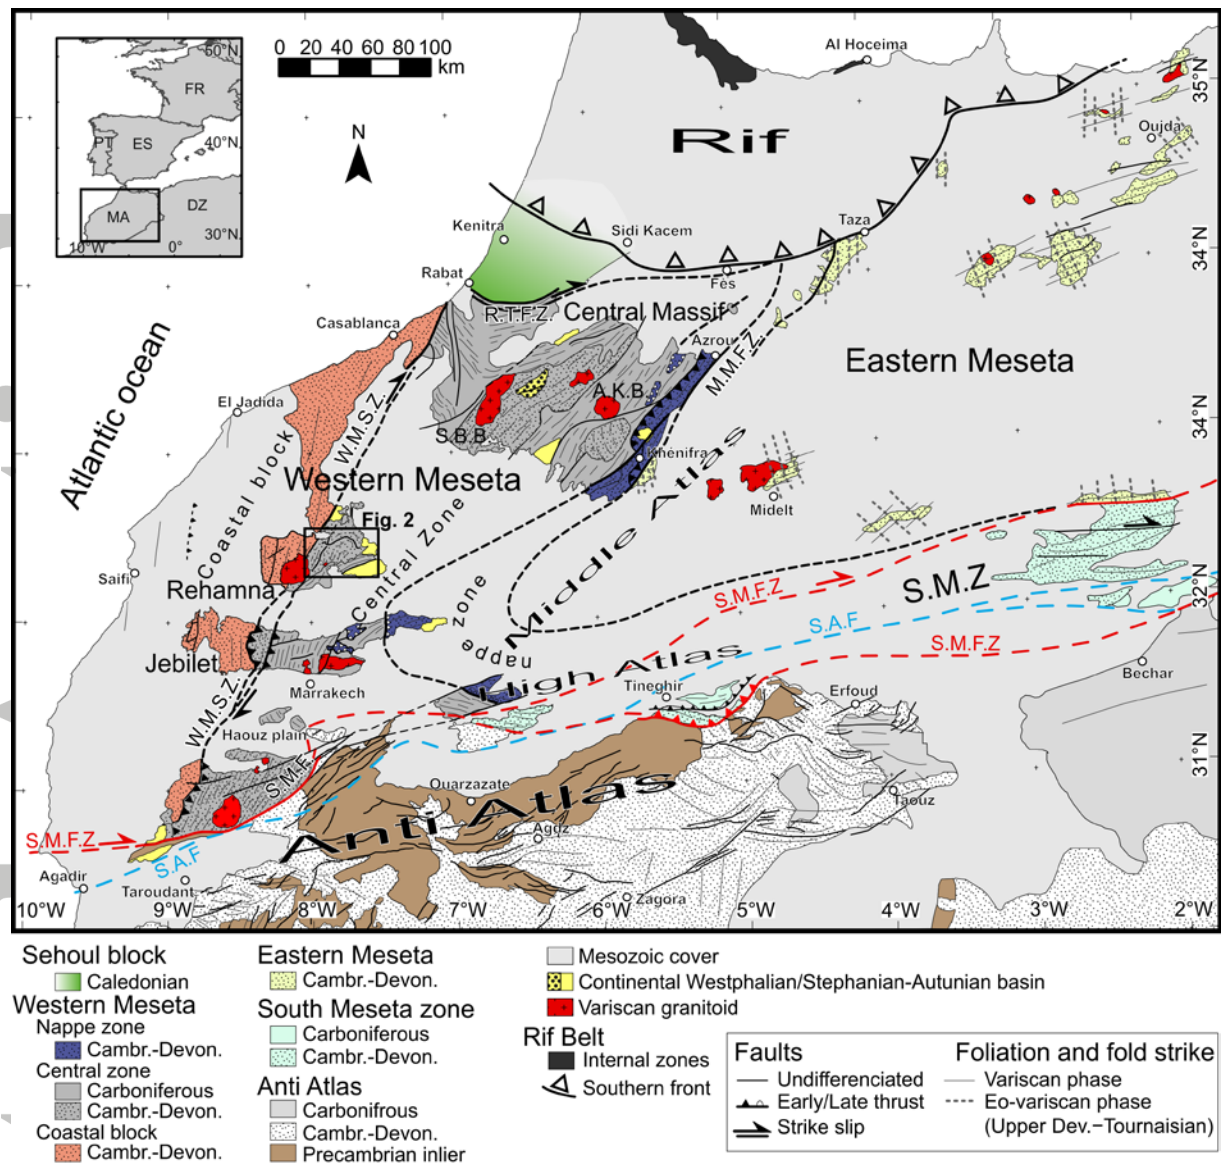 50°N
FR
40°N
PT
ES
MA
DZ
30°N
10°W
0°
0 20 40 60 80 100
km
N
Al Hoceima
35°N
Rif
Oujda
Kenitra
Sidi Kacem
Taza
34°N
Rabat
Fès
R.T.F.Z.
Central Massif
Casablanca
Azrou
M.M.F.Z.
Eastern Meseta
Atlantic ocean
El Jadida
W.M.S.Z.
A.K.B.
S.B.B.
34°N
Khenifra
Coastal block
Western Meseta
Middle Atlas
Midelt
Fig. 2
Central Zone
Saifi
Rehamna
nappe zone
S.M.F.Z
S.M.Z
32°N
S.A.F
S.M.F.Z
Jebilet
High Atlas
Bechar
Marrakech
Tineghir
Erfoud
W.M.S.Z.
Haouz plain
31°N
S.M.F.
Ouarzazate
Anti Atlas
Taouz
Agdz
S.M.F.Z
S.A.F
Agadir
Taroudant
Zagora
10°W 9°W 8°W 7°W 6°W 5°W 4°W 3°W 2°W
Sehoul block
Caledonian
Western Meseta
Nappe zone
Cambr.-Devon.
Central zone
Carboniferous
Cambr.-Devon.
Coastal block
Cambr.-Devon.
Eastern Meseta
Cambr.-Devon.
South Meseta zone
Carboniferous
Cambr.-Devon.
Anti Atlas
Carbonifrous
Cambr.-Devon.
Precambrian inlier
Mesozoic cover
Continental Westphalian/Stephanian-Autunian basin
Variscan granitoid
Rif Belt
Internal zones
Southern front
Faults
Undifferenciated
Early/Late thrust
Strike slip
Foliation and fold strike
Variscan phase
Eo-variscan phase
(Upper Dev.–Tournaisian)